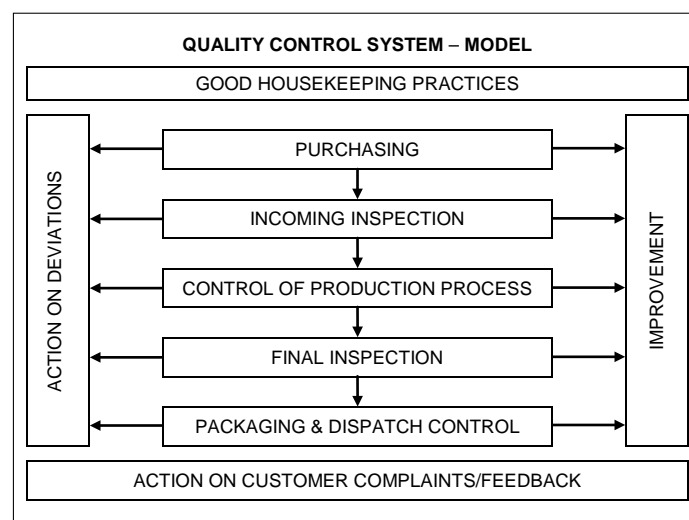 QUALITY CONTROL SYSTEM – MODEL
GOOD HOUSEKEEPING PRACTICES
ACTION ON DEVIATIONS
PURCHASING
INCOMING INSPECTION
CONTROL OF PRODUCTION PROCESS
FINAL INSPECTION
PACKAGING & DISPATCH CONTROL
IMPROVEMENT
ACTION ON CUSTOMER COMPLAINTS/FEEDBACK